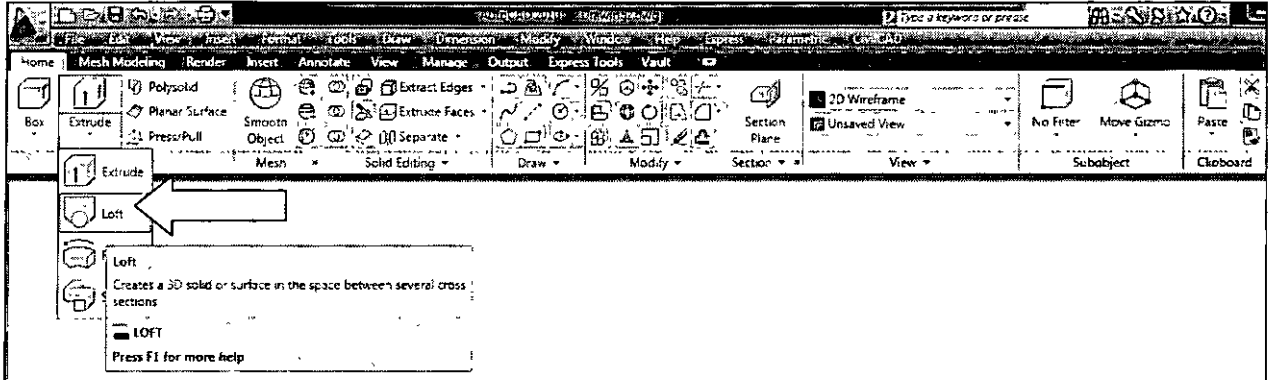 Type a keyword or phrase
File Edit View Insert Format Tools Draw Dimension Modify Window Help Express Parametric
Home Mesh Modeling Render Insert Annotate View Manage Output Express Tools Vault
Polysolid Extract Edges
Planar Surface Extrude Faces 2D Wireframe
Box Extrude Smooth Section No Filter Move Gizmo Paste
Press/Pull Object Separate Plane Unsaved View
Mesh Solid Editing Draw Modify Section View Subobject Clipboard
Extrude
Loft
Loft
Creates a 3D solid or surface in the space between several cross
sections
LOFT
Press F1 for more help